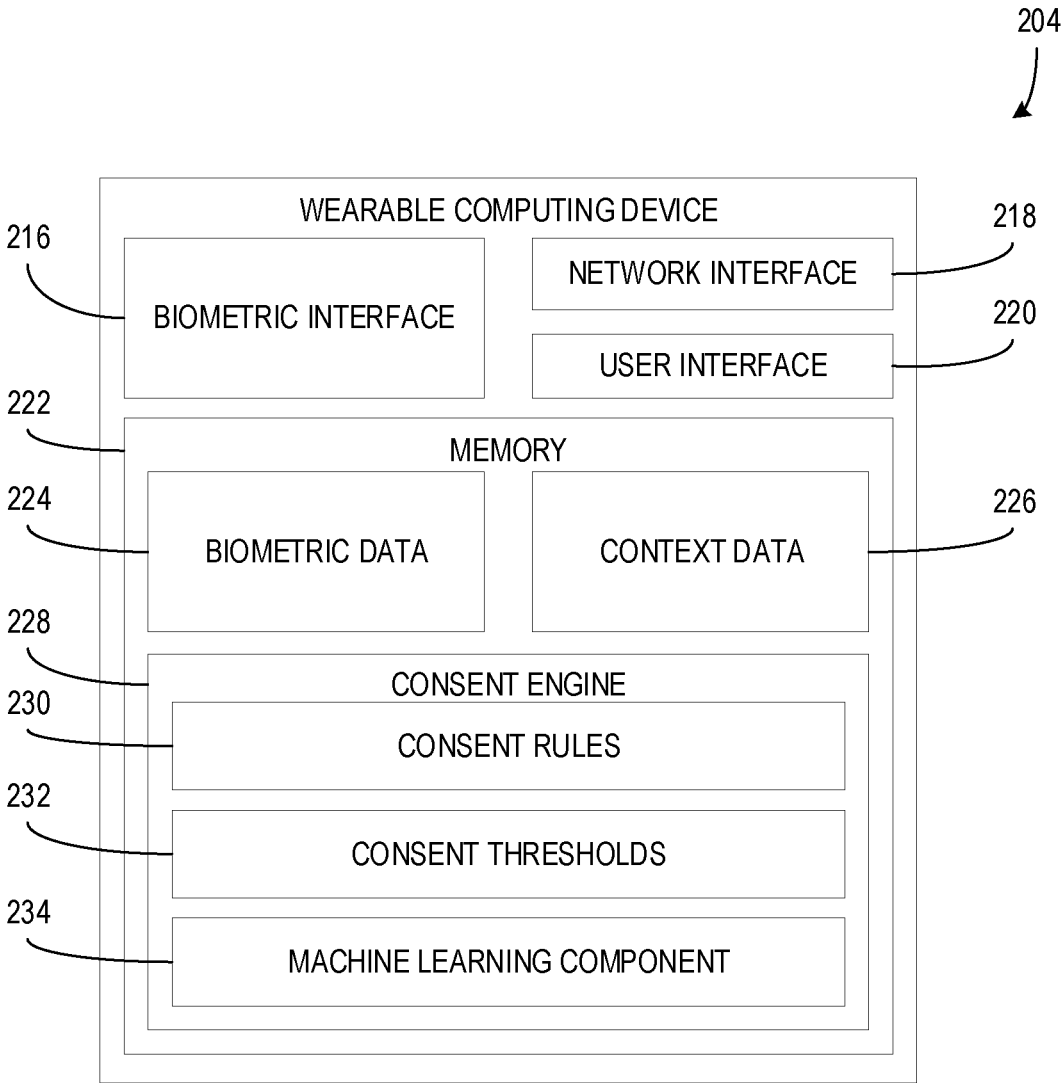 204
WEARABLE COMPUTING DEVICE
216
218
BIOMETRIC INTERFACE
NETWORK INTERFACE
220
USER INTERFACE
222
MEMORY
224
226
BIOMETRIC DATA
CONTEXT DATA
228
CONSENT ENGINE
230
CONSENT RULES
232
CONSENT THRESHOLDS
234
MACHINE LEARNING COMPONENT